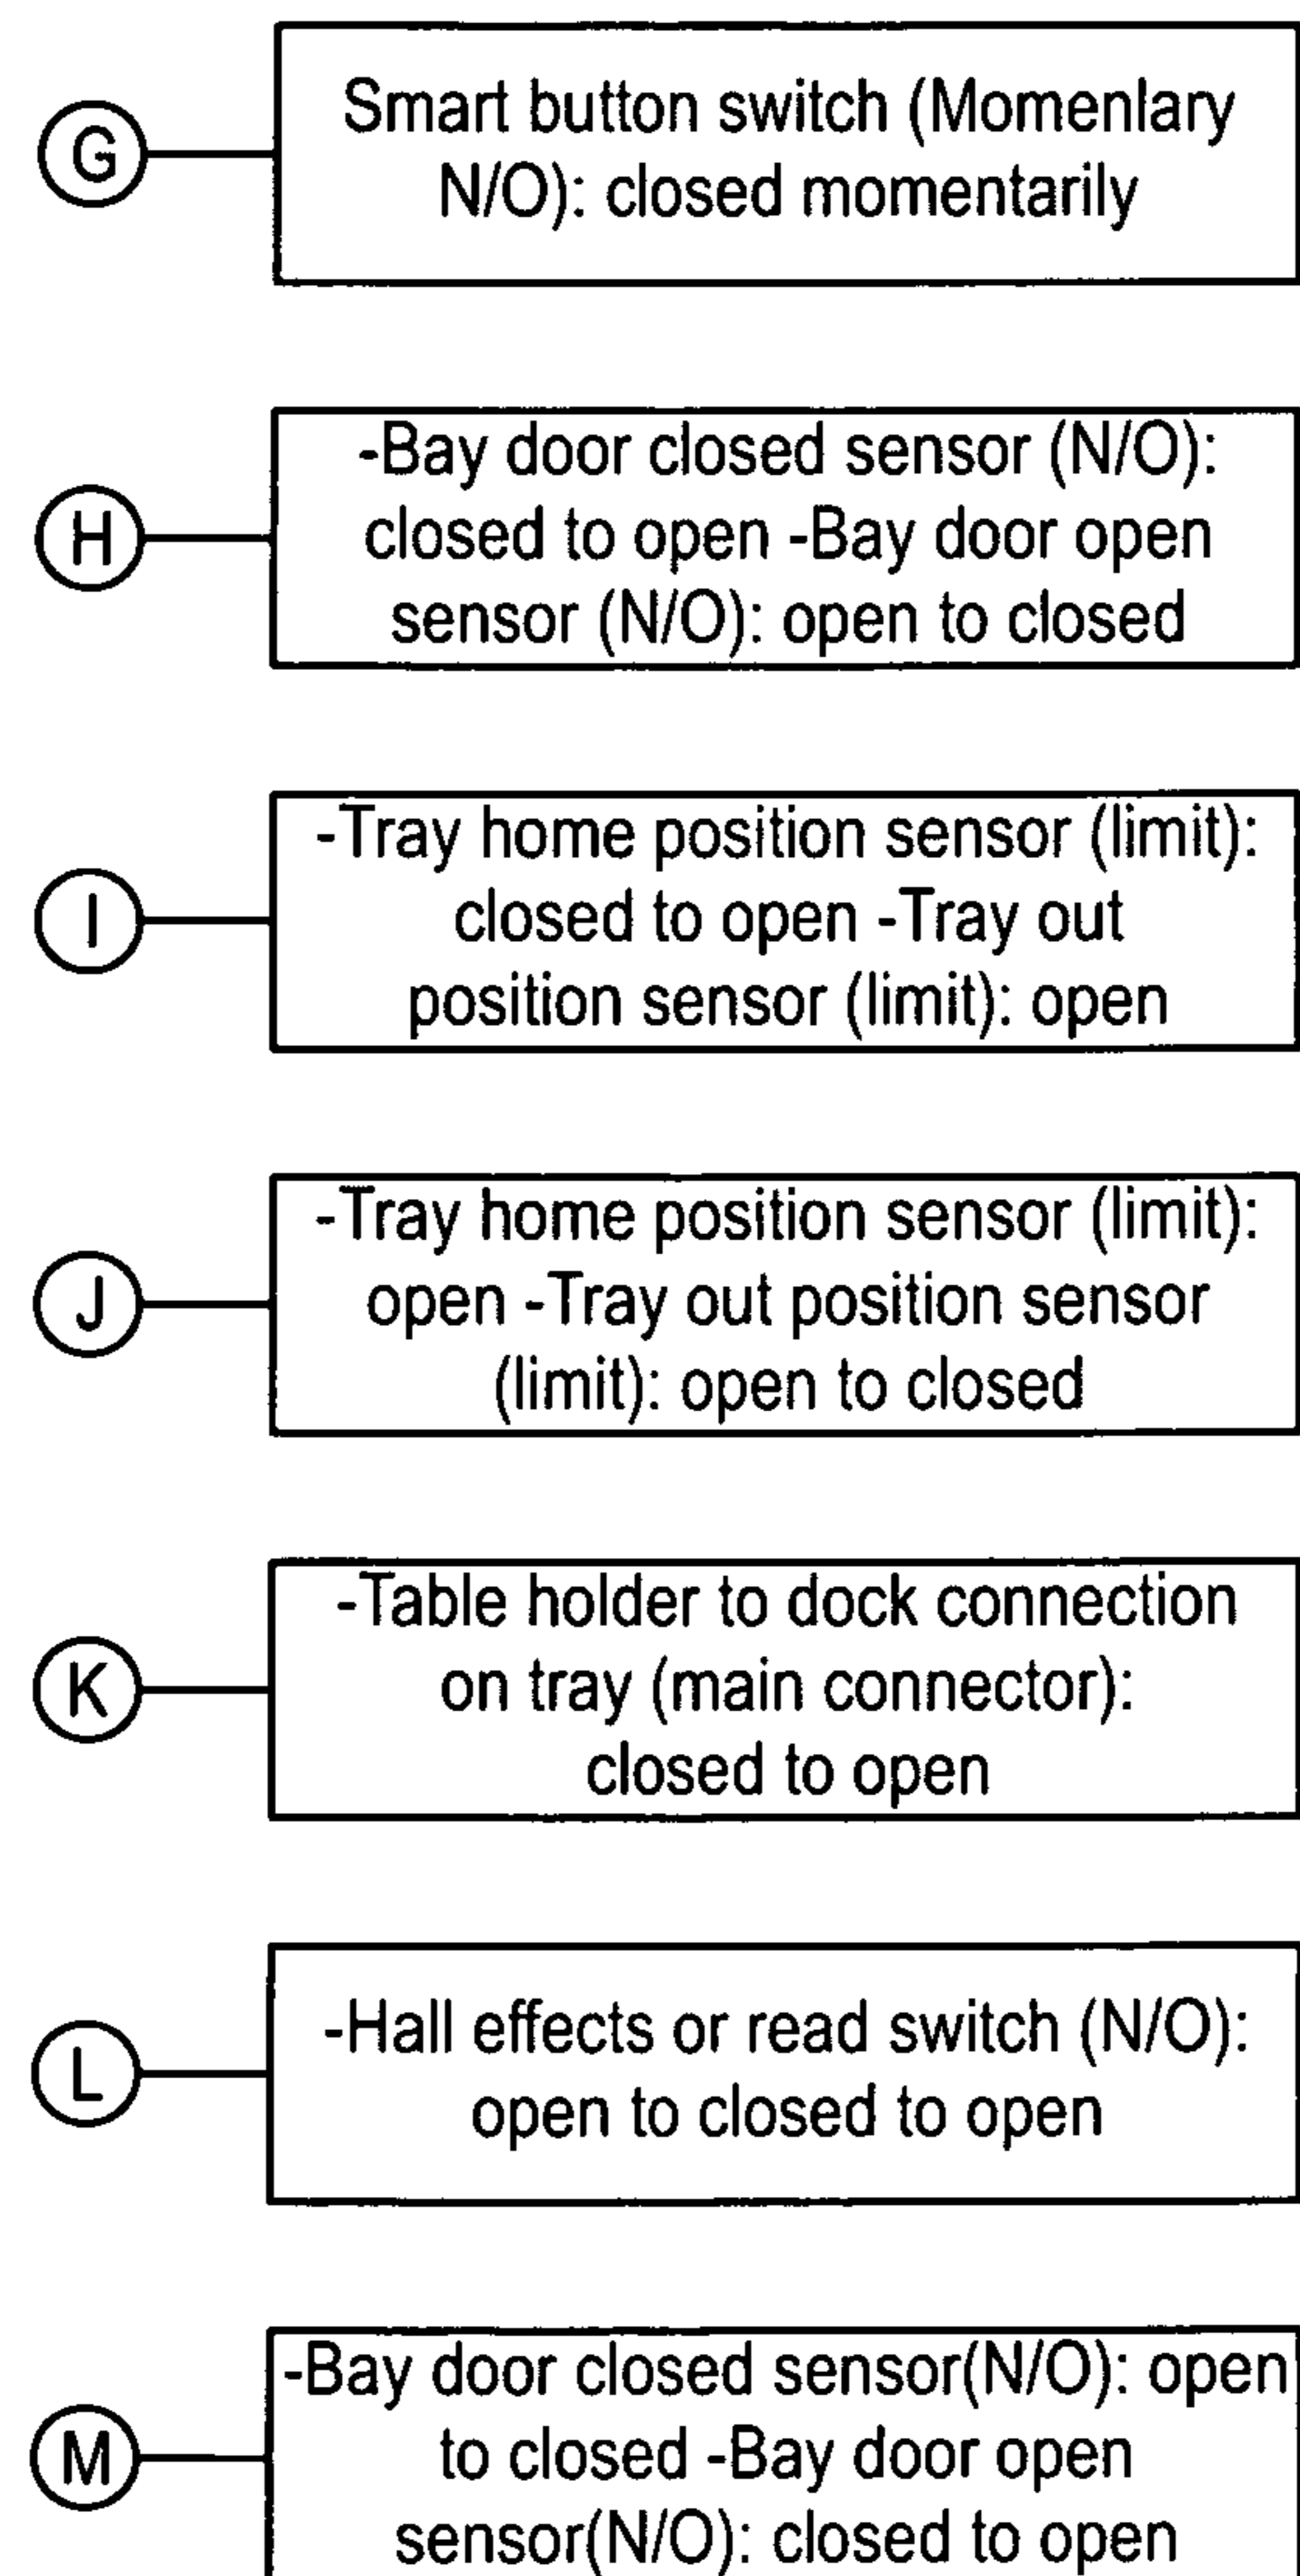 G
Smart button switch (Momenlary
N/O): closed momentarily
H
-Bay door closed sensor (N/O):
closed to open -Bay door open
sensor (N/O): open to closed
I
-Tray home position sensor (limit):
closed to open -Tray out
position sensor (limit): open
J
-Tray home position sensor (limit):
open -Tray out position sensor
(limit): open to closed
K
-Table holder to dock connection
on tray (main connector):
closed to open
L
-Hall effects or read switch (N/O):
open to closed to open
M
-Bay door closed sensor(N/O): open
to closed -Bay door open
sensor(N/O): closed to open